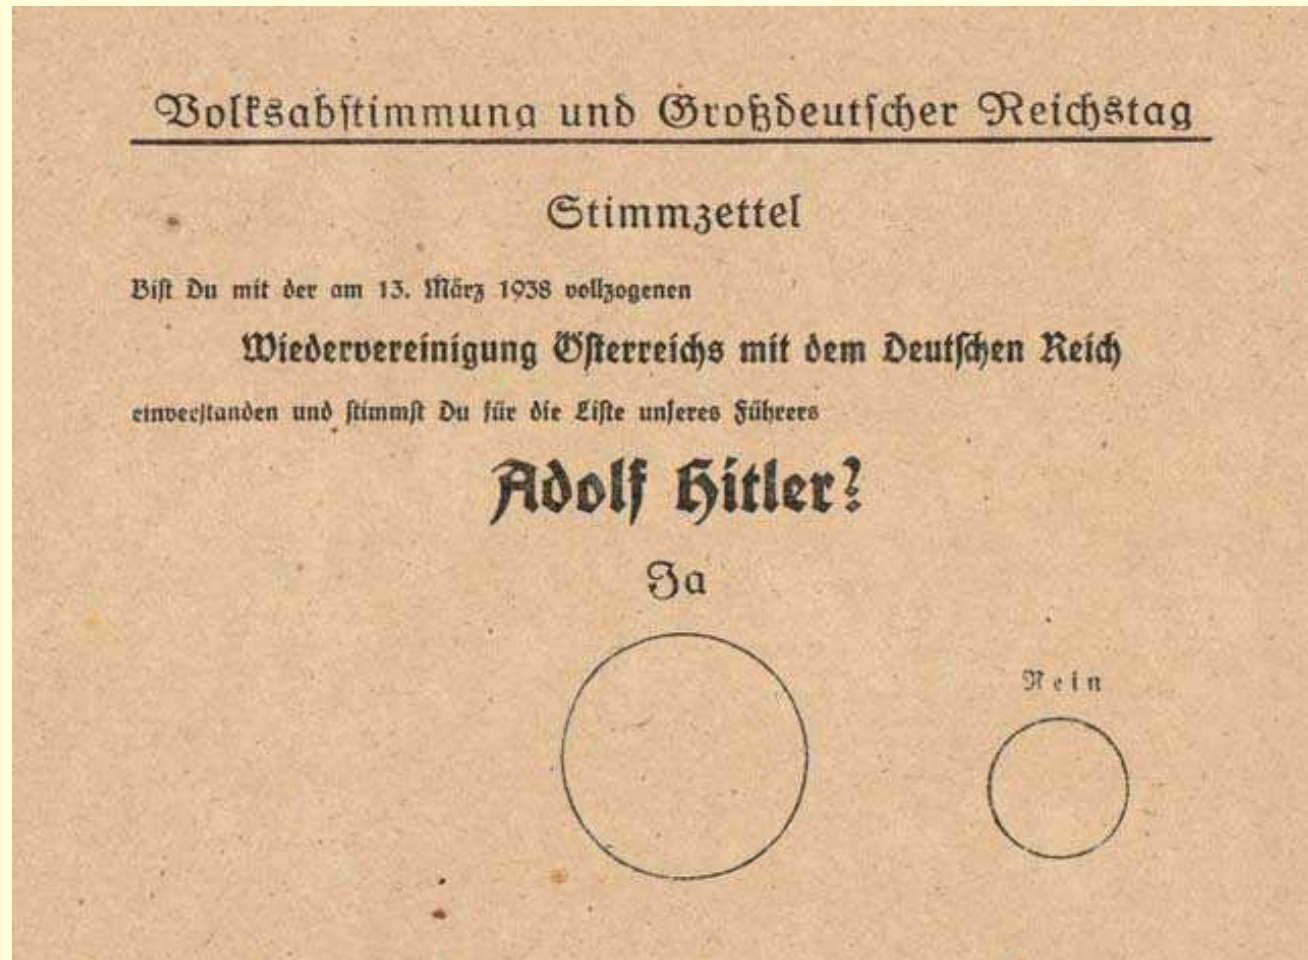 Volksabstimmung und Großdeutscher Reichstag
Stimmzettel
Bist Du mit der am 13. März 1938 vollzogenen
Wiedervereinigung Österreichs mit dem Deutschen Reich
einverstanden und stimmst Du für die Liste unseres Führers
Adolf Hitler?
Ja
Nein